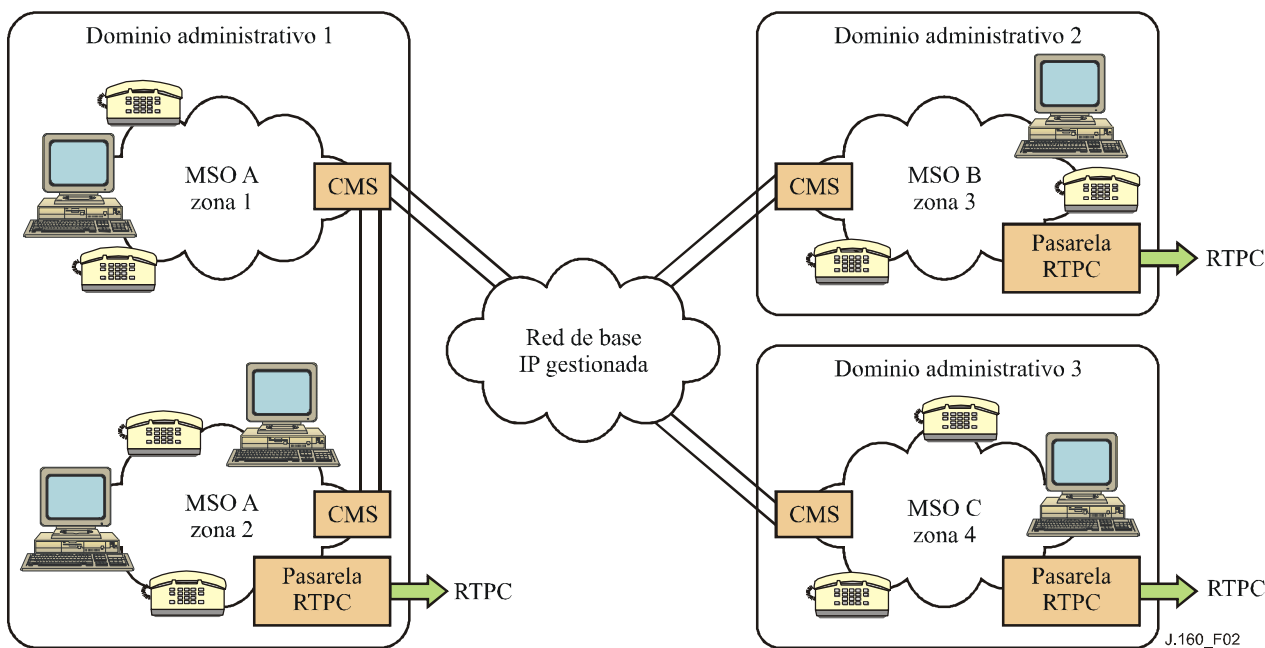 Dominio administrativo 1
MSO A
zona 1
CMS
MSO A
zona 2
CMS
Pasarela
RTPC
RTPC
Red de base
IP gestionada
Dominio administrativo 2
CMS
MSO B
zona 3
Pasarela
RTPC
RTPC
Dominio administrativo 3
CMS
MSO C
zona 4
Pasarela
RTPC
RTPC
J.160_F02